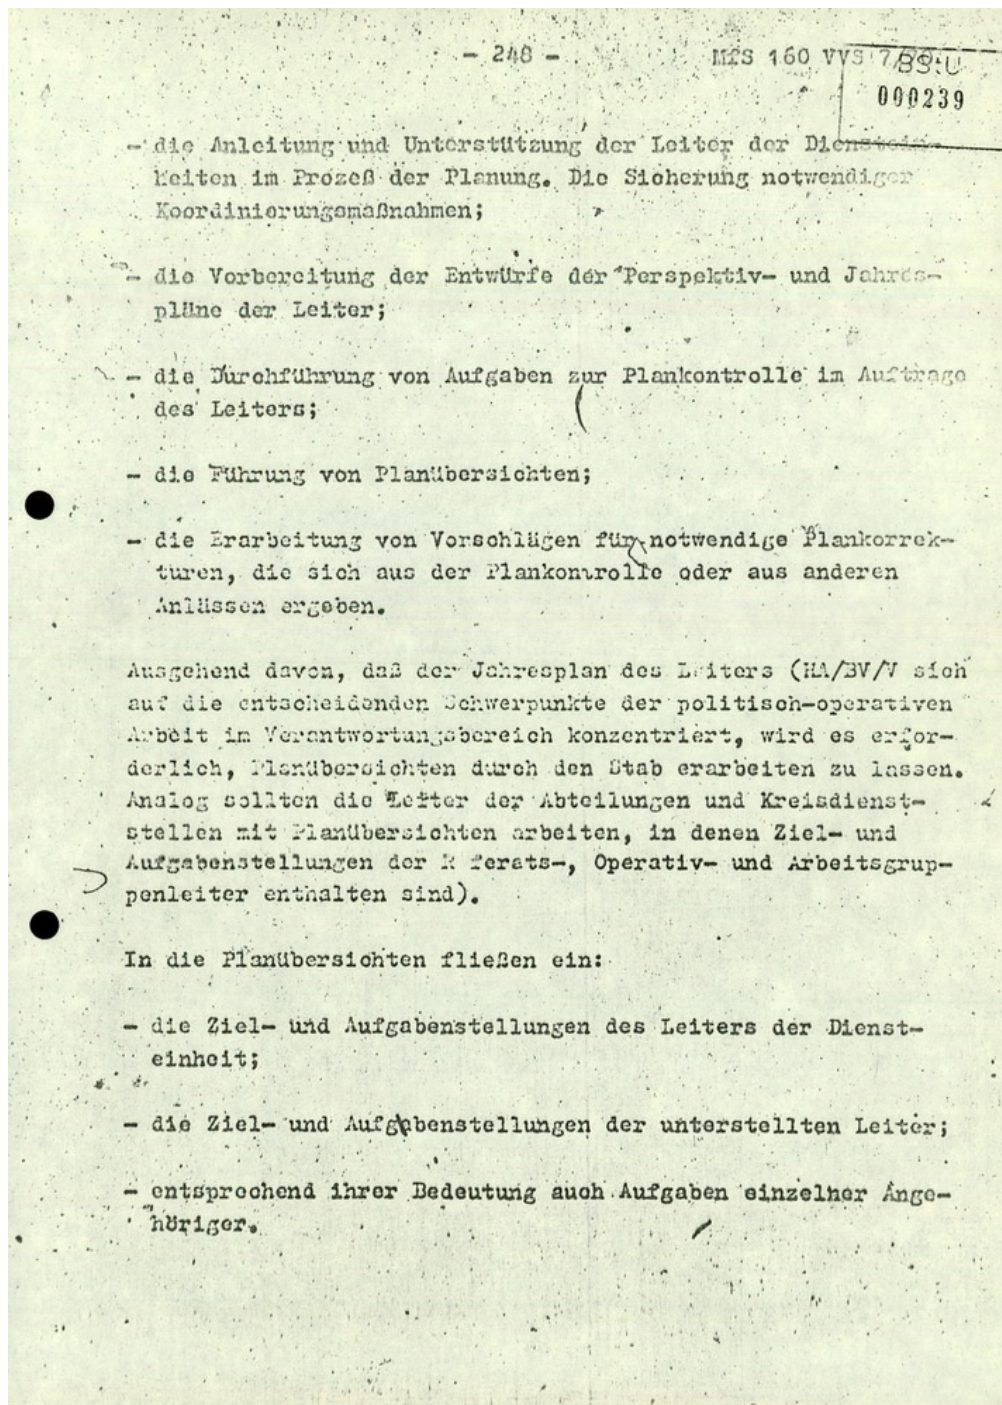 - 248 -
MfS 160 VVS 7/
BStU
000239
- die Anleitung und Unterstützung der Leiter der Dienstein-
heiten im Prozeß der Planung. Die Sicherung notwendiger
Koordinierungsmaßnahmen;
- die Vorbereitung der Entwürfe der Perspektiv- und Jahres-
pläne der Leiter;
- die Durchführung von Aufgaben zur Plankontrolle im Auftrage
des Leiters;
- die Führung von Planübersichten;
- die Erarbeitung von Vorschlägen für notwendige Plankorrek-
turen, die sich aus der Plankontrolle oder aus anderen
Anlässen ergeben.
Ausgehend davon, daß der Jahresplan des Leiters (HA/BV/V sich
auf die entscheidenden Schwerpunkte der politisch-operativen
Arbeit im Verantwortungsbereich konzentriert, wird es erfor-
derlich, Planübersichten durch den Stab erarbeiten zu lassen.
Analog sollten die Leiter der Abteilungen und Kreisdienst-
stellen mit Planübersichten arbeiten, in denen Ziel- und
Aufgabenstellungen der R ferats-, Operativ- und Arbeitsgrup-
penleiter enthalten sind).
In die Planübersichten fließen ein:
- die Ziel- und Aufgabenstellungen des Leiters der Dienst-
einheit;
- die Ziel- und Aufgabenstellungen der unterstellten Leiter;
- entsprechend ihrer Bedeutung auch Aufgaben einzelner Ange-
höriger.